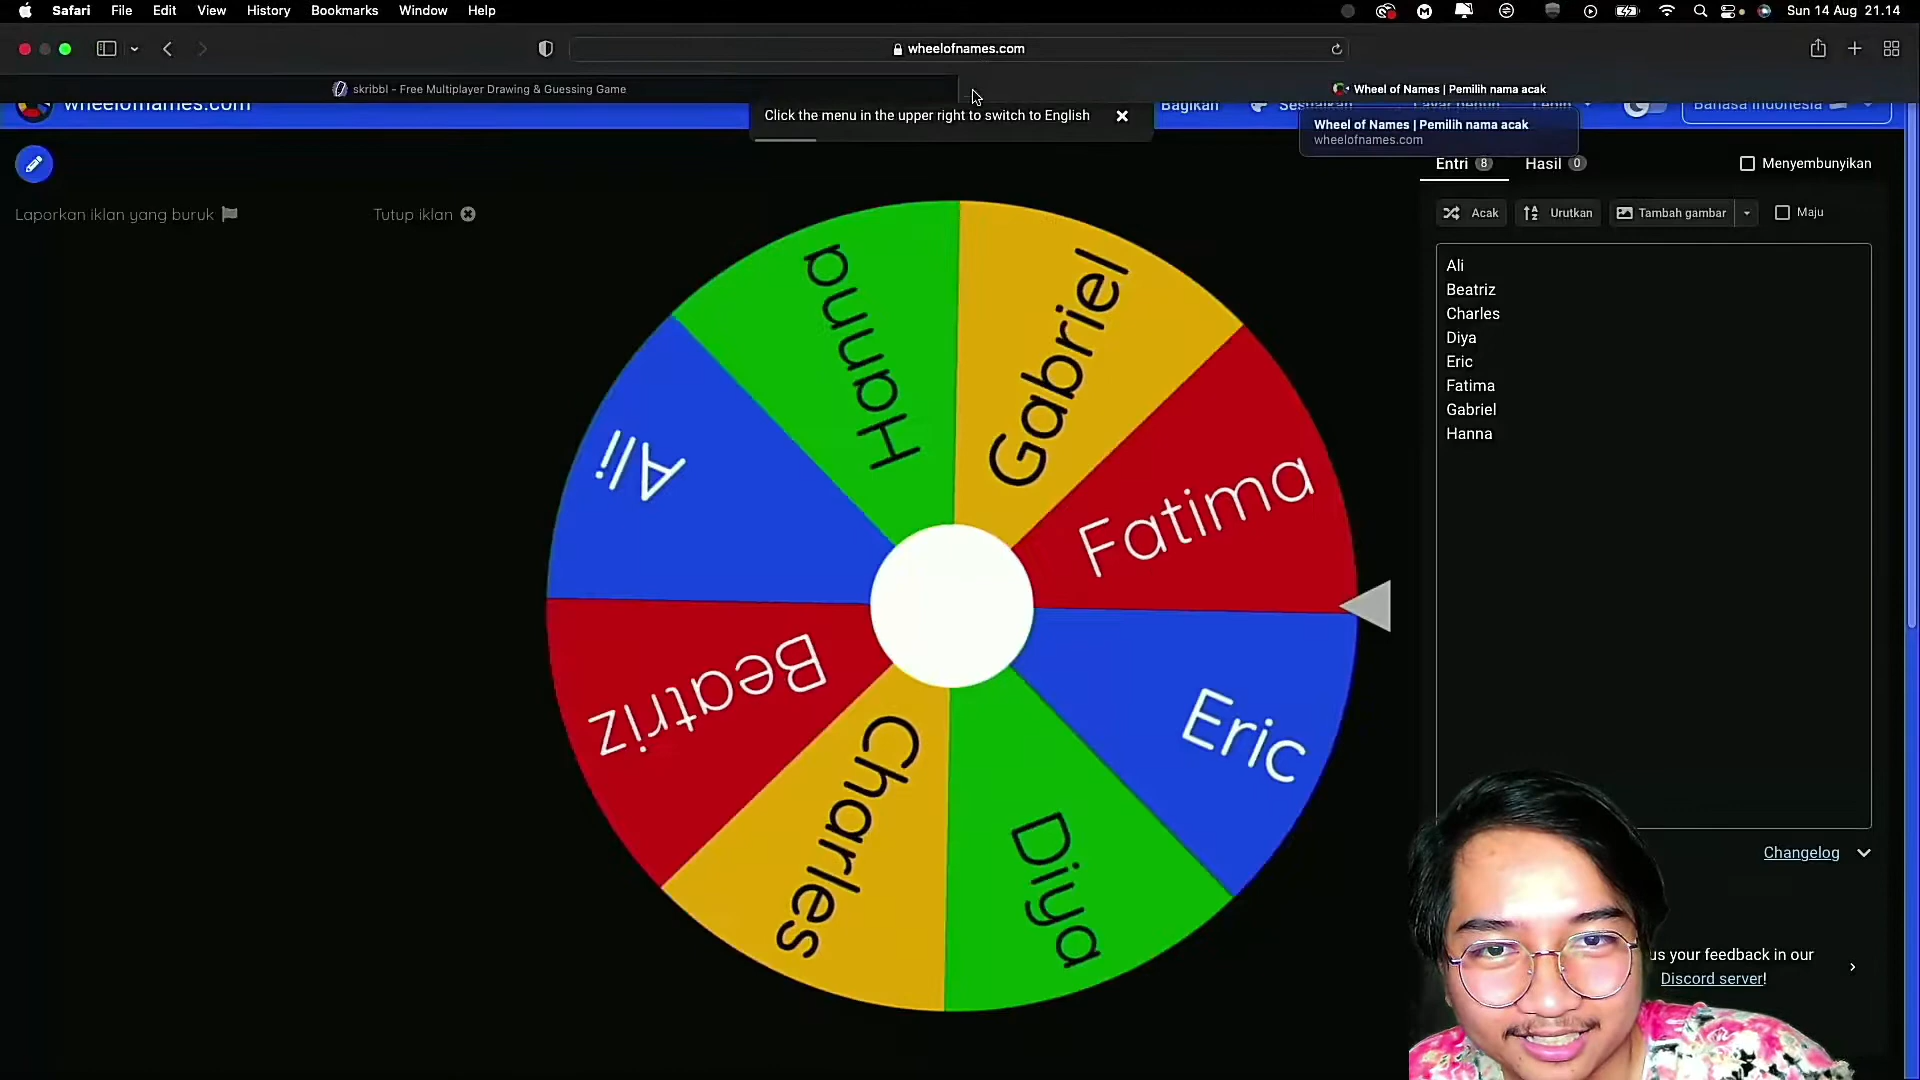 Safari File Edit View History Bookmarks Window Help
Sun 14 Aug 21.14
wheelofnames.com
skribbl - Free Multiplayer Drawing & Guessing Game
Wheel of Names | Pemilih nama acak
wheelofnames.com
Click the menu in the upper right to switch to English
Bagikan
Bahasa Indonesia
Wheel of Names | Pemilih nama acak
wheelofnames.com
Entri 8
Hasil 0
Menyembunyikan
Laporkan iklan yang buruk
Tutup iklan
Acak
Urutkan
Tambah gambar
Maju
Ali
Beatriz
Charles
Diya
Eric
Fatima
Gabriel
Hanna
Hanna
Gabriel
Fatima
Eric
Diya
Charles
Beatriz
Ali
Changelog
us your feedback in our
Discord server!